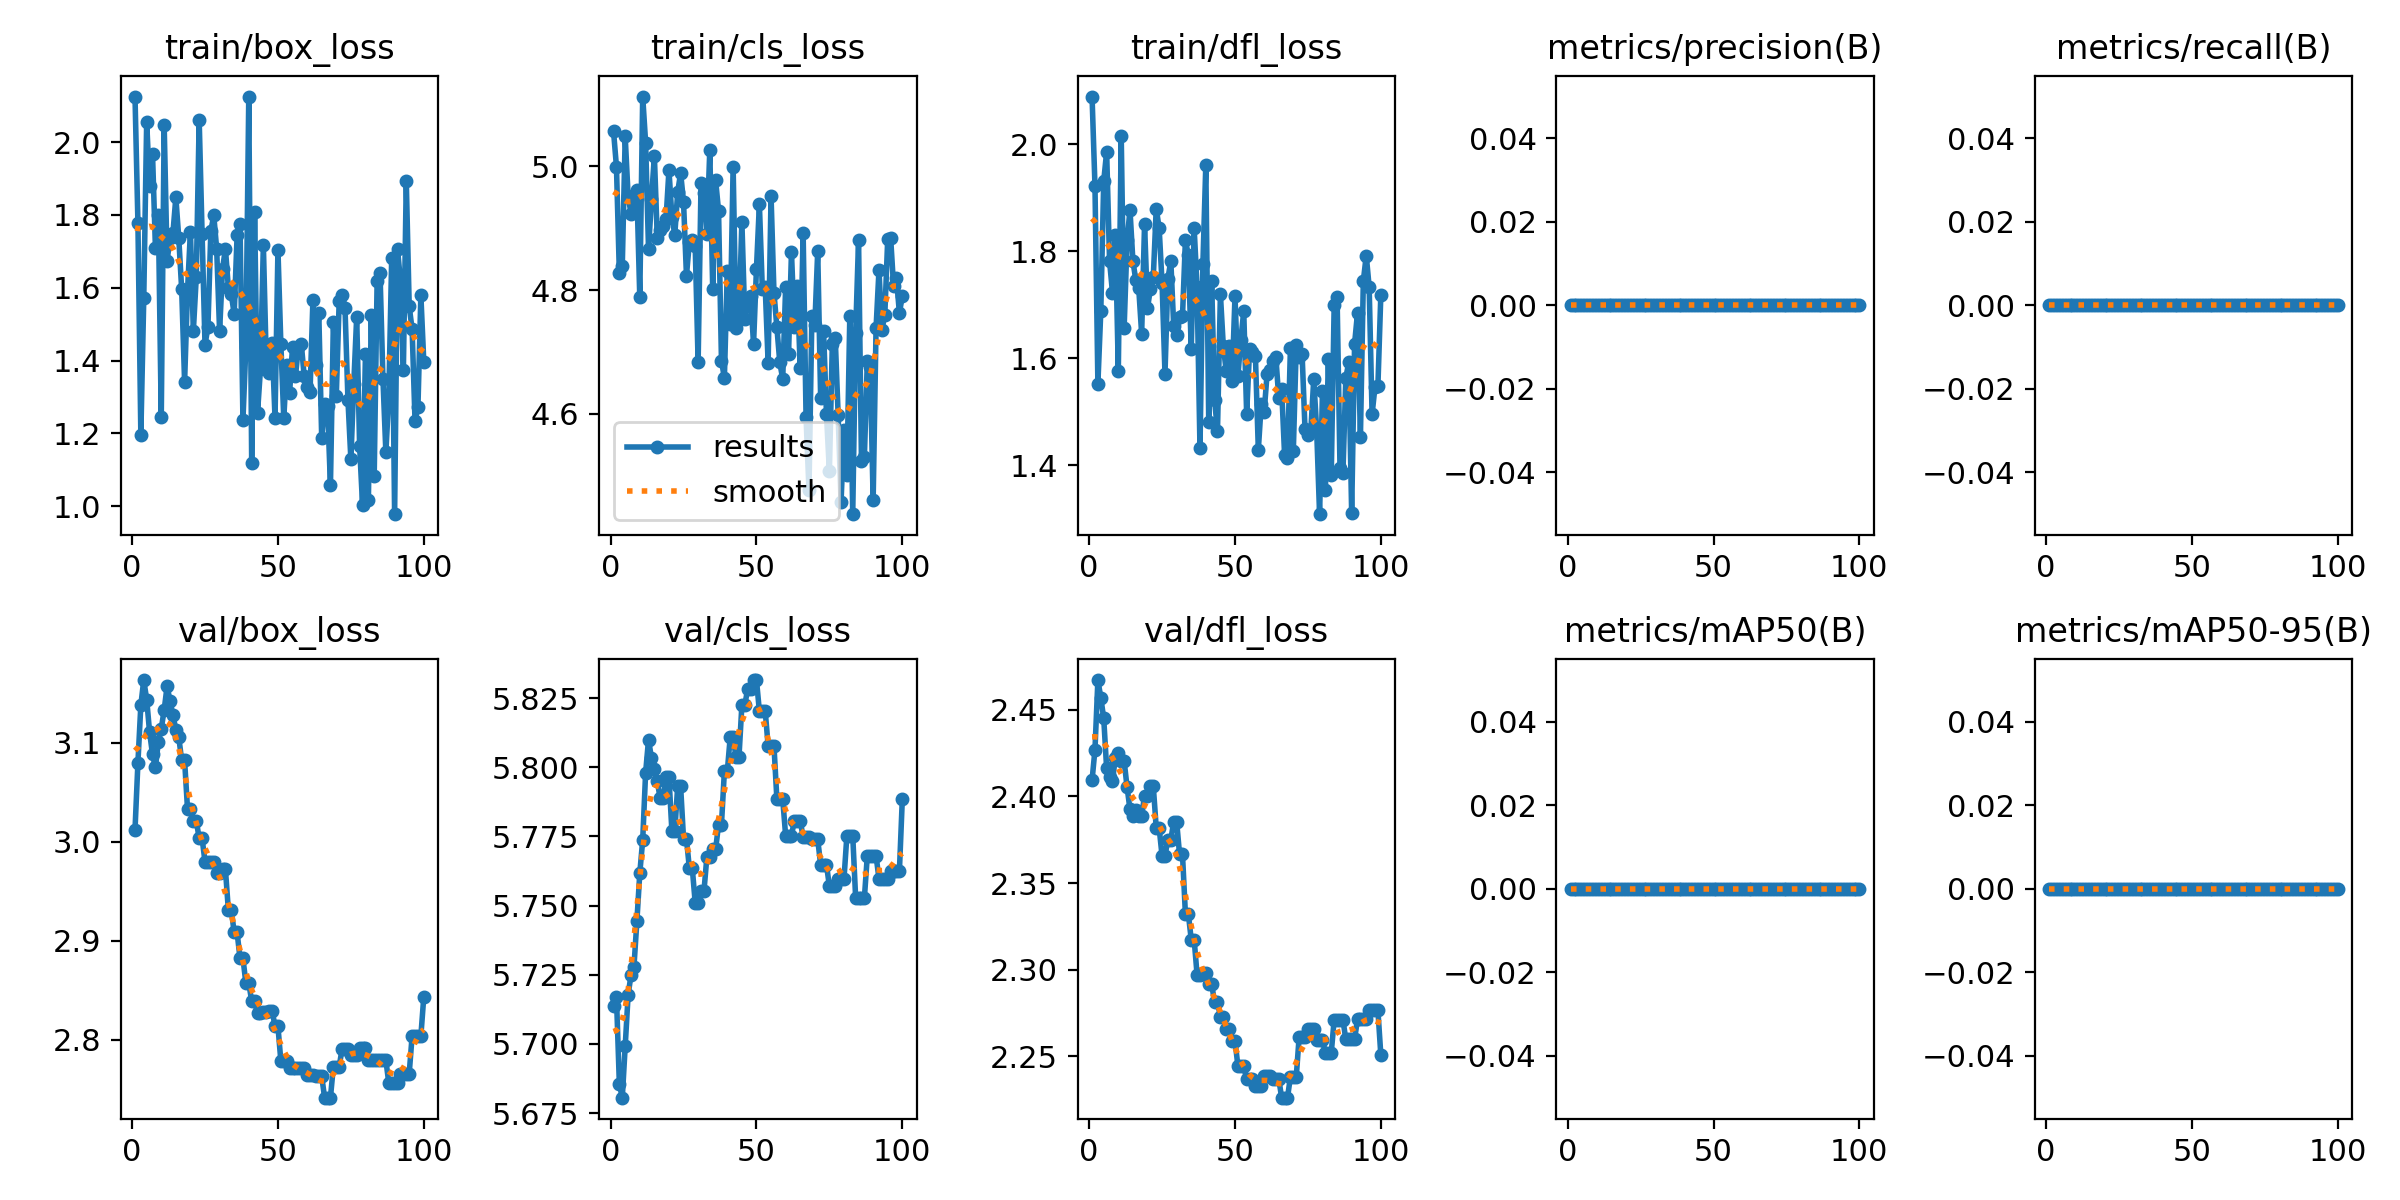 train/box_loss
2.0
1.8
1.6
1.4
1.2
1.0
0 50 100
train/cls_loss
5.0
4.8
4.6
results
smooth
0 50 100
train/dfl_loss
2.0
1.8
1.6
1.4
0 50 100
metrics/precision(B)
0.04
0.02
0.00
−0.02
−0.04
0 50 100
metrics/recall(B)
0.04
0.02
0.00
−0.02
−0.04
0 50 100
val/box_loss
3.1
3.0
2.9
2.8
0 50 100
val/cls_loss
5.825
5.800
5.775
5.750
5.725
5.700
5.675
0 50 100
val/dfl_loss
2.45
2.40
2.35
2.30
2.25
0 50 100
metrics/mAP50(B)
0.04
0.02
0.00
−0.02
−0.04
0 50 100
metrics/mAP50-95(B)
0.04
0.02
0.00
−0.02
−0.04
0 50 100